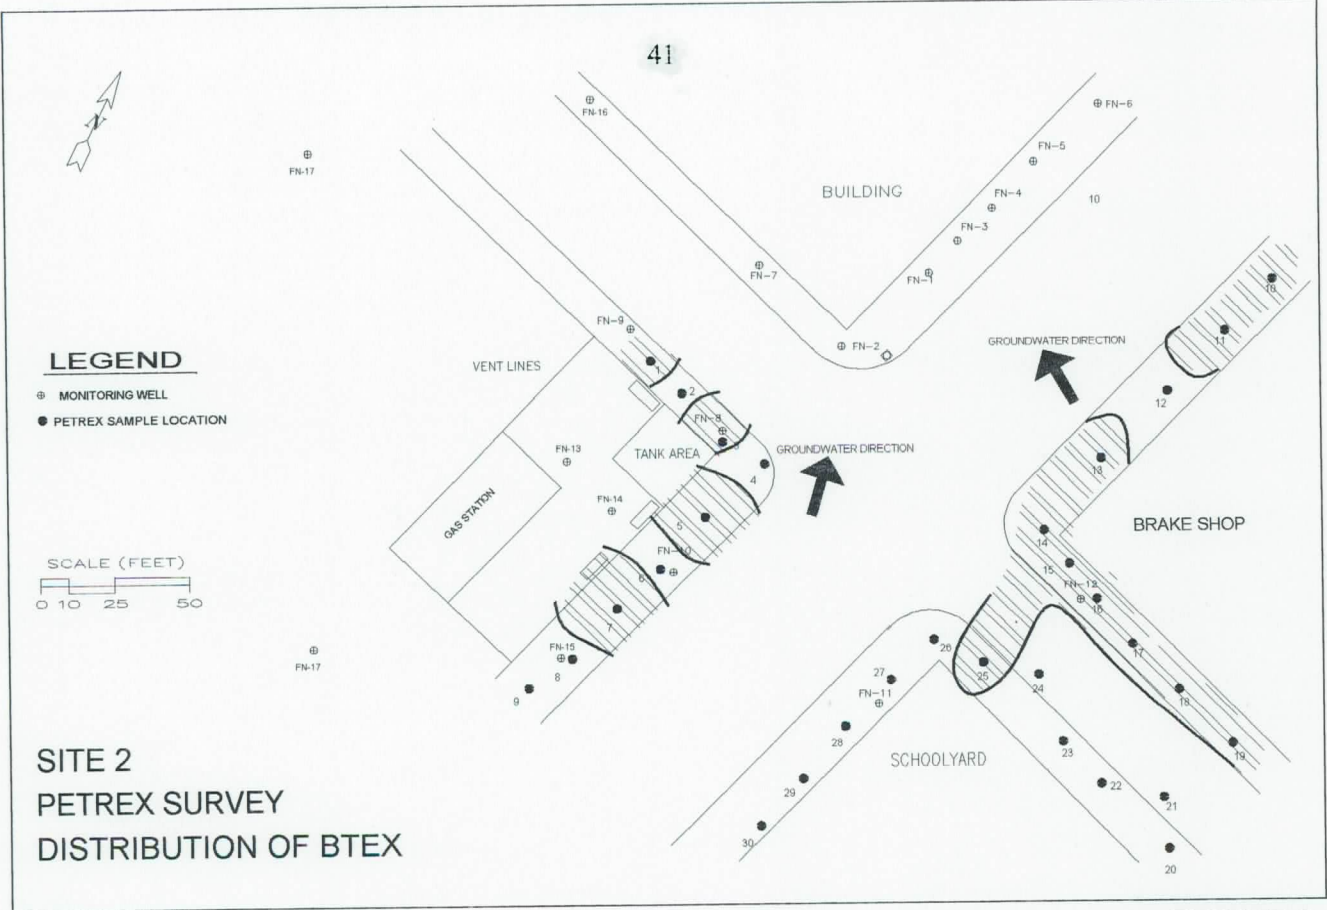 41
N
FN-16
FN-6
FN-17
FN-5
BUILDING
FN-4
10
FN-3
FN-7
FN-1
10
FN-9
11
FN-2
GROUNDWATER DIRECTION
LEGEND
VENT LINES
1
MONITORING WELL
2
12
PETREX SAMPLE LOCATION
FN-8
3
FN-13
TANK AREA
GROUNDWATER DIRECTION
4
13
GAS STATION
FN-14
5
BRAKE SHOP
14
SCALE (FEET)
FN-10
15
6
FN-12
0 10 25 50
16
7
FN-17
FN-15
26
17
8
27
25
24
9
FN-11
18
28
23
19
SCHOOLYARD
SITE 2
29
22
21
PETREX SURVEY
30
DISTRIBUTION OF BTEX
20